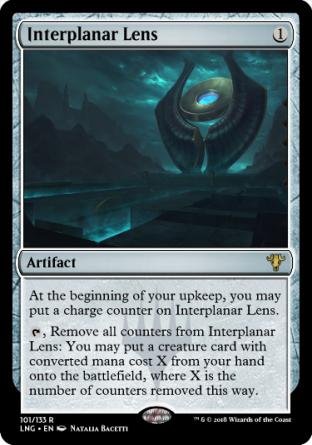 Interplanar Lens 1
Artifact
At the beginning of your upkeep, you may
put a charge counter on Interplanar Lens.
, Remove all counters from Interplanar
Lens: You may put a creature card with
converted mana cost X from your hand
onto the battlefield, where X is the
number of counters removed this way.
101/133 R
LNG • EN NATALIA BACETTI
™ & © 2018 Wizards of the Coast